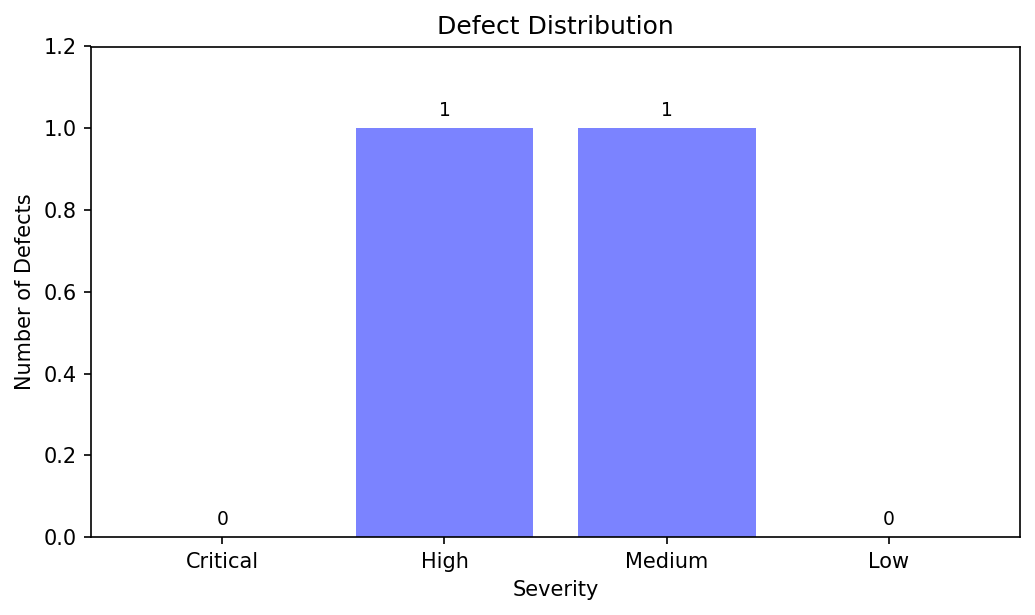 Defect Distribution
Number of Defects
1.2
1.0
0.8
0.6
0.4
0.2
0.0
0
1
1
0
Critical
High
Medium
Low
Severity